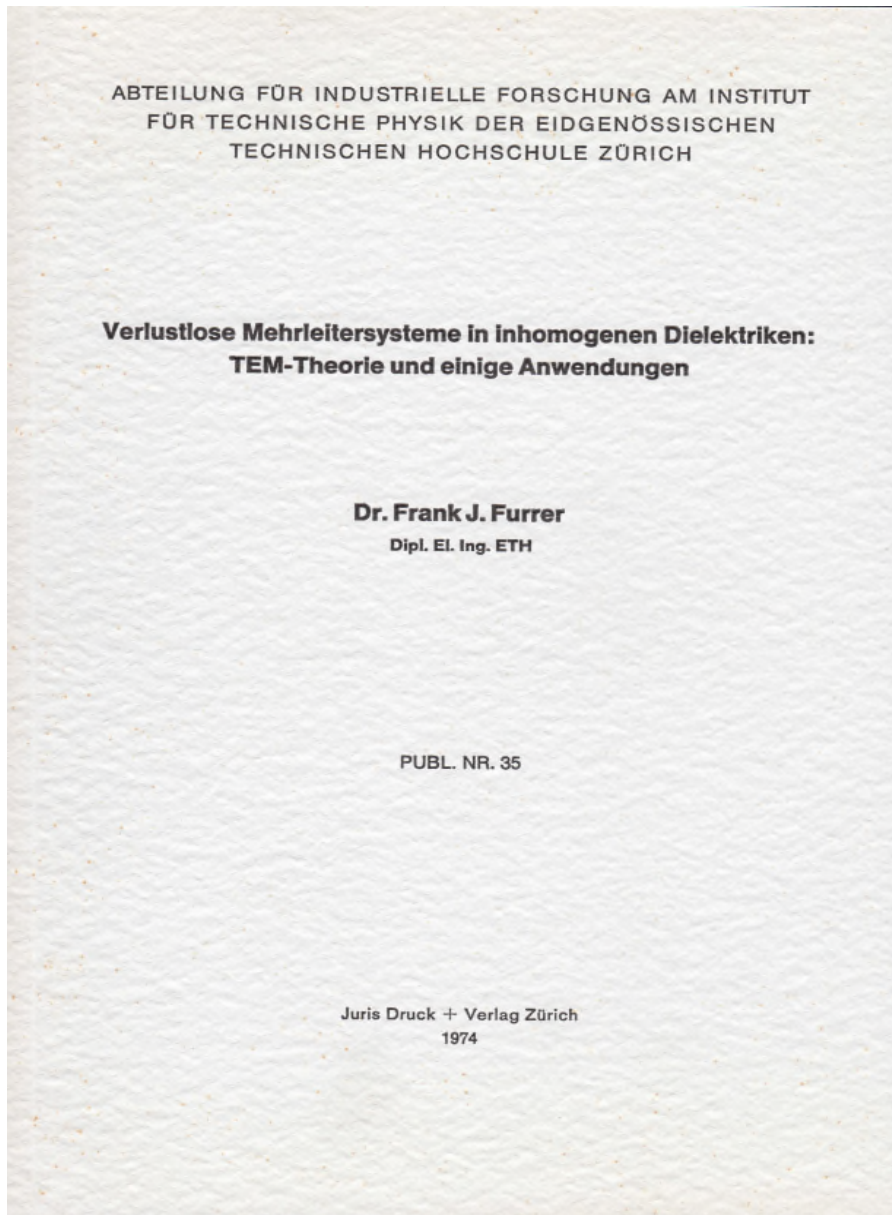 ABTEILUNG FÜR INDUSTRIELLE FORSCHUNG AM INSTITUT
FÜR TECHNISCHE PHYSIK DER EIDGENÖSSISCHEN
TECHNISCHEN HOCHSCHULE ZÜRICH
Verlustlose Mehrleitersysteme in inhomogenen Dielektriken:
TEM-Theorie und einige Anwendungen
Dr. Frank J. Furrer
Dipl. El. Ing. ETH
PUBL. NR. 35
Juris Druck + Verlag Zürich
1974